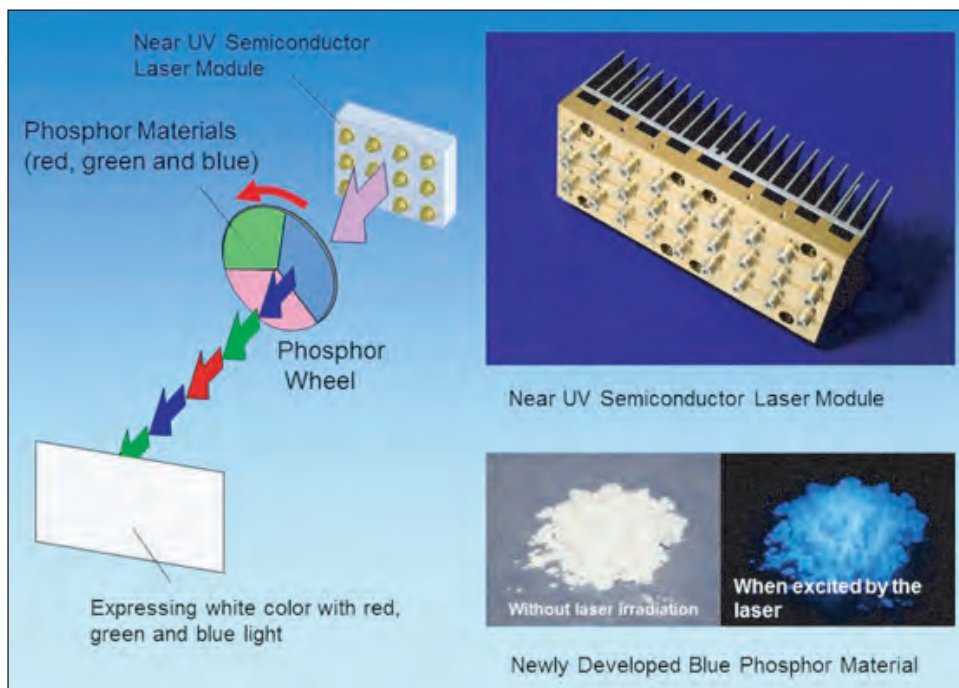 Near UV Semiconductor
Laser Module
Phosphor Materials
(red, green and blue)
Phosphor
Wheel
Expressing white color with red,
green and blue light
Near UV Semiconductor Laser Module
Without laser irradiation
When excited by the
laser
Newly Developed Blue Phosphor Material